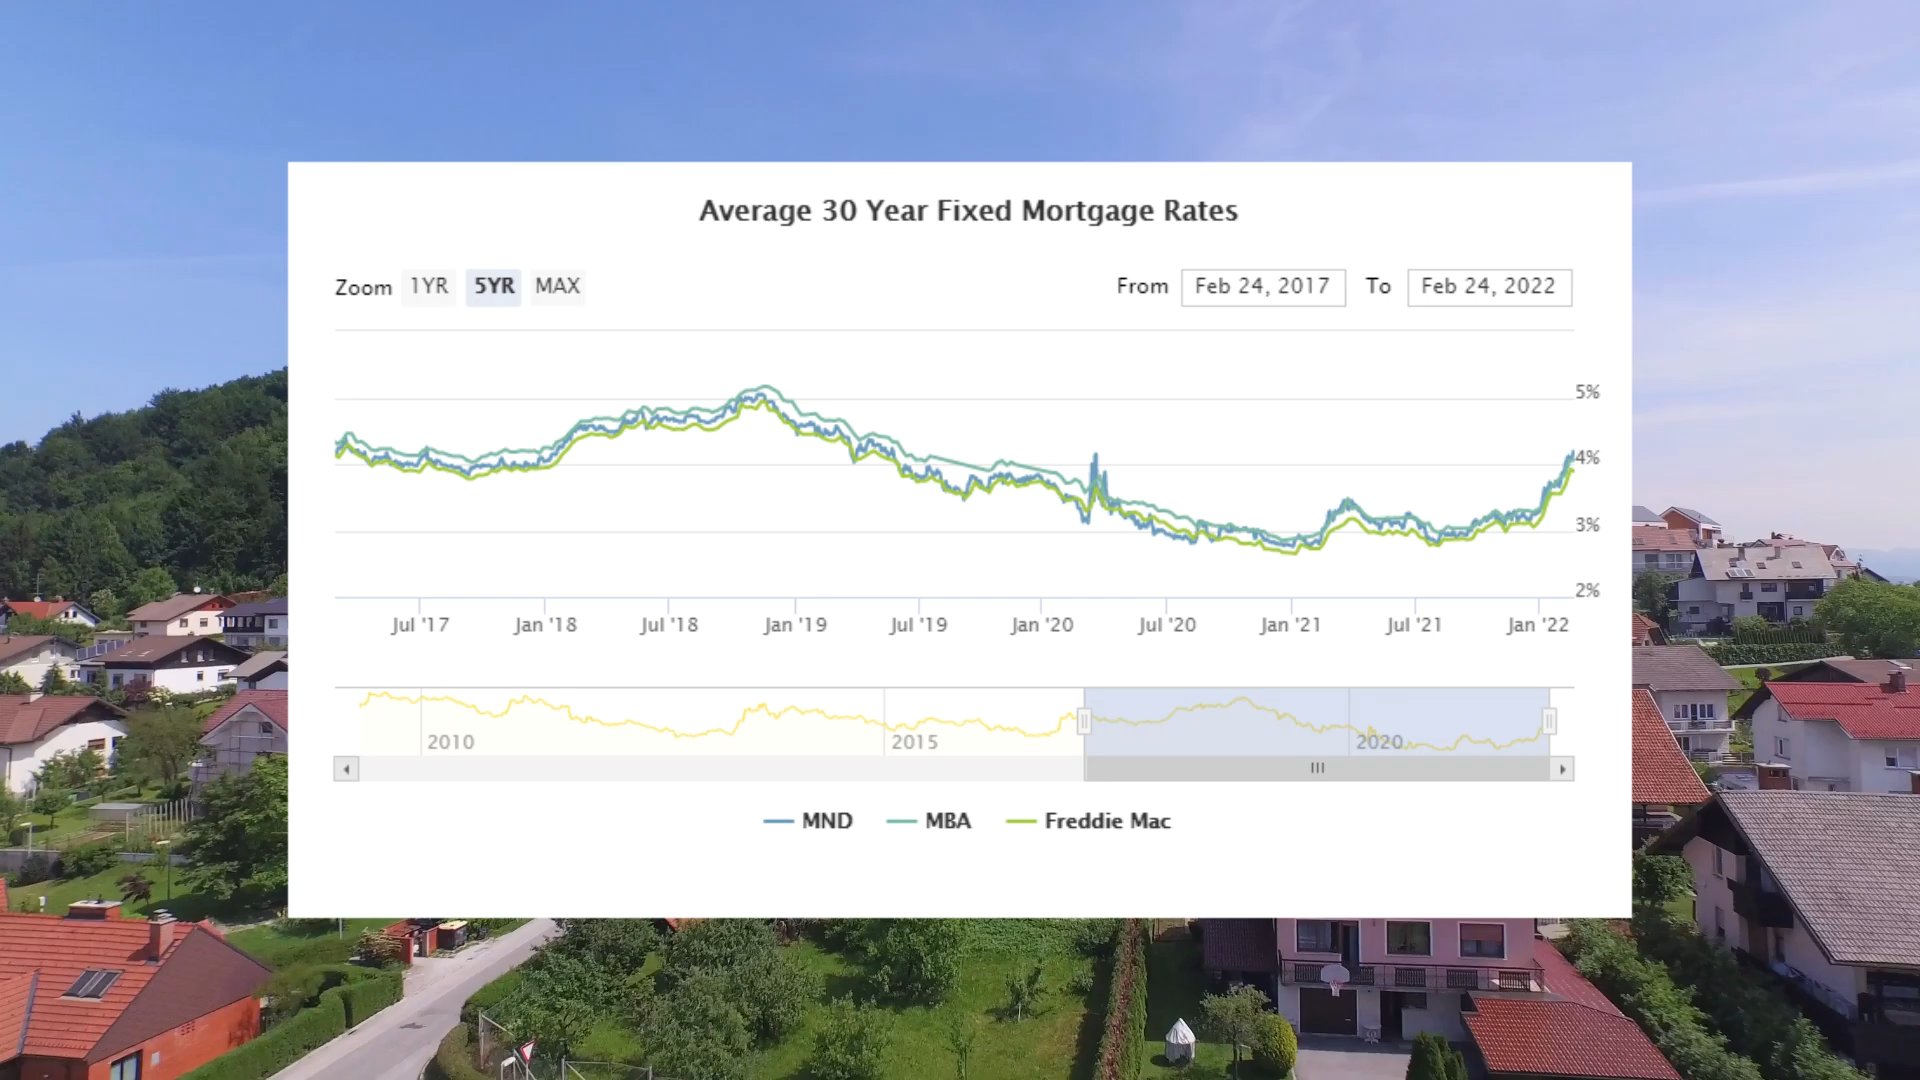 Average 30 Year Fixed Mortgage Rates
Zoom 1YR 5YR MAX From Feb 24, 2017 To Feb 24, 2022
5%
4%
3%
2%
Jul '17 Jan '18 Jul '18 Jan '19 Jul '19 Jan '20 Jul '20 Jan '21 Jul '21 Jan '22
2010 2015 2020
MND MBA Freddie Mac